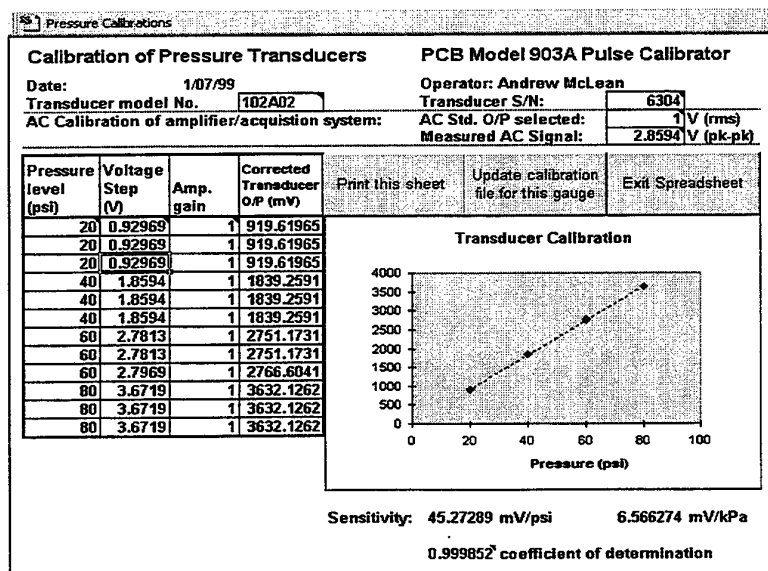 Pressure Calibrations
Calibration of Pressure Transducers PCB Model 903A Pulse Calibrator
Date: 1/07/99 Operator: Andrew McLean
Transducer model No. 102A02 Transducer S/N: 6304
AC Calibration of amplifier/acquistion system: AC Std. O/P selected: 1 V (rms)
Measured AC Signal: 2.8594 V (pk-pk)
Pressure level (psi) Voltage Step (V) Amp. gain Corrected Transducer O/P (mV)
Print this sheet
Update calibration file for this gauge
Exit Spreadsheet
20 0.92969 1 919.61965
20 0.92969 1 919.61965
20 0.92969 1 919.61965
40 1.8594 1 1839.2591
40 1.8594 1 1839.2591
40 1.8594 1 1839.2591
60 2.7813 1 2751.1731
60 2.7813 1 2751.1731
60 2.7969 1 2766.6041
80 3.6719 1 3632.1262
80 3.6719 1 3632.1262
80 3.6719 1 3632.1262
Transducer Calibration
4000
3500
3000
2500
2000
1500
1000
500
0
0 20 40 60 80 100
Pressure (psi)
Sensitivity: 45.27289 mV/psi 6.566274 mV/kPa
0.999852 coefficient of determination